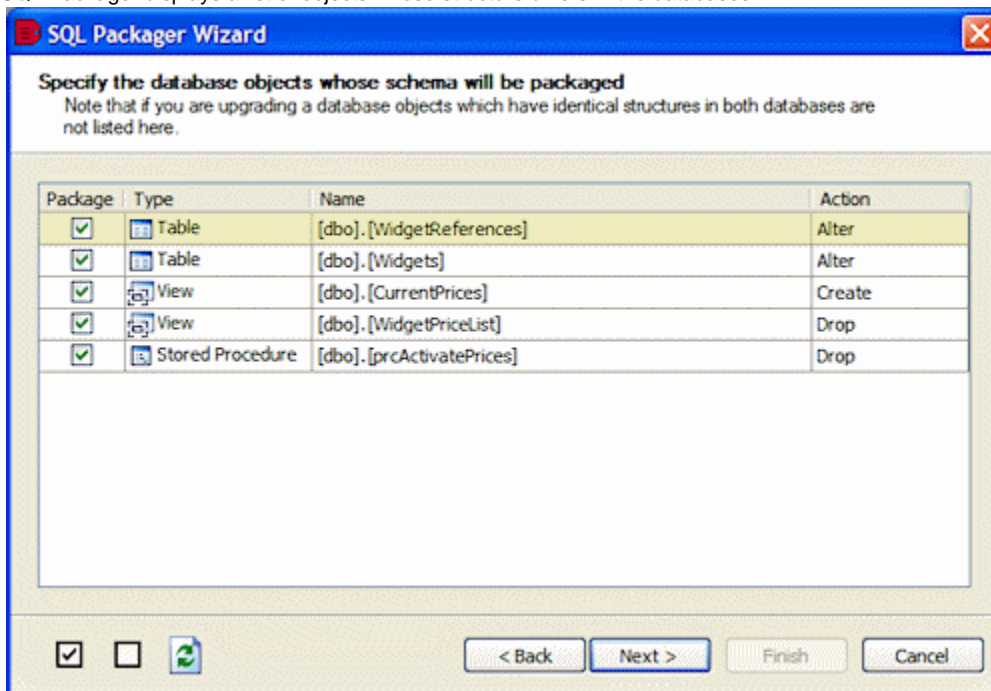 SQL Packager Wizard
Specify the database objects whose schema will be packaged
Note that if you are upgrading a database objects which have identical structures in both databases are
not listed here.
Package Type Name Action
Table [dbo].[WidgetReferences] Alter
Table [dbo].[Widgets] Alter
View [dbo].[CurrentPrices] Create
View [dbo].[WidgetPriceList] Drop
Stored Procedure [dbo].[prcActivatePrices] Drop
< Back Next > Finish Cancel